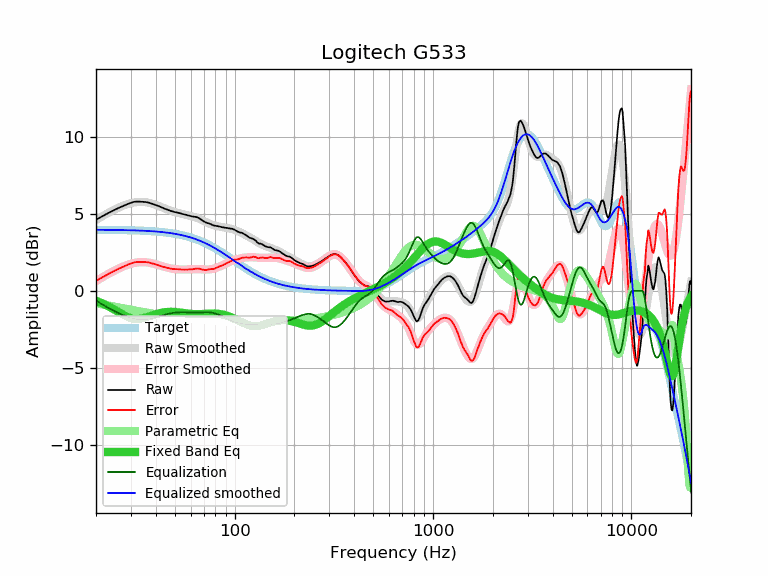 Logitech G533
Amplitude (dBr)
10
5
0
−5
−10
Target
Raw Smoothed
Error Smoothed
Raw
Error
Parametric Eq
Fixed Band Eq
Equalization
Equalized smoothed
100 1000 10000
Frequency (Hz)